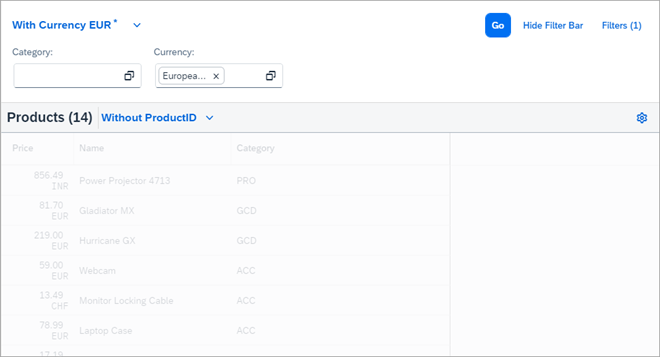 With Currency EUR * Go Hide Filter Bar Filters (1)
Category: Currency:
Europea...
Products (14) Without ProductID
Price Name Category
856.49 INR Power Projector 4713 PRO
81.70 EUR Gladiator MX GCD
219.00 EUR Hurricane GX GCD
59.00 EUR Webcam ACC
13.49 CHF Monitor Locking Cable ACC
78.99 EUR Laptop Case ACC
17.19